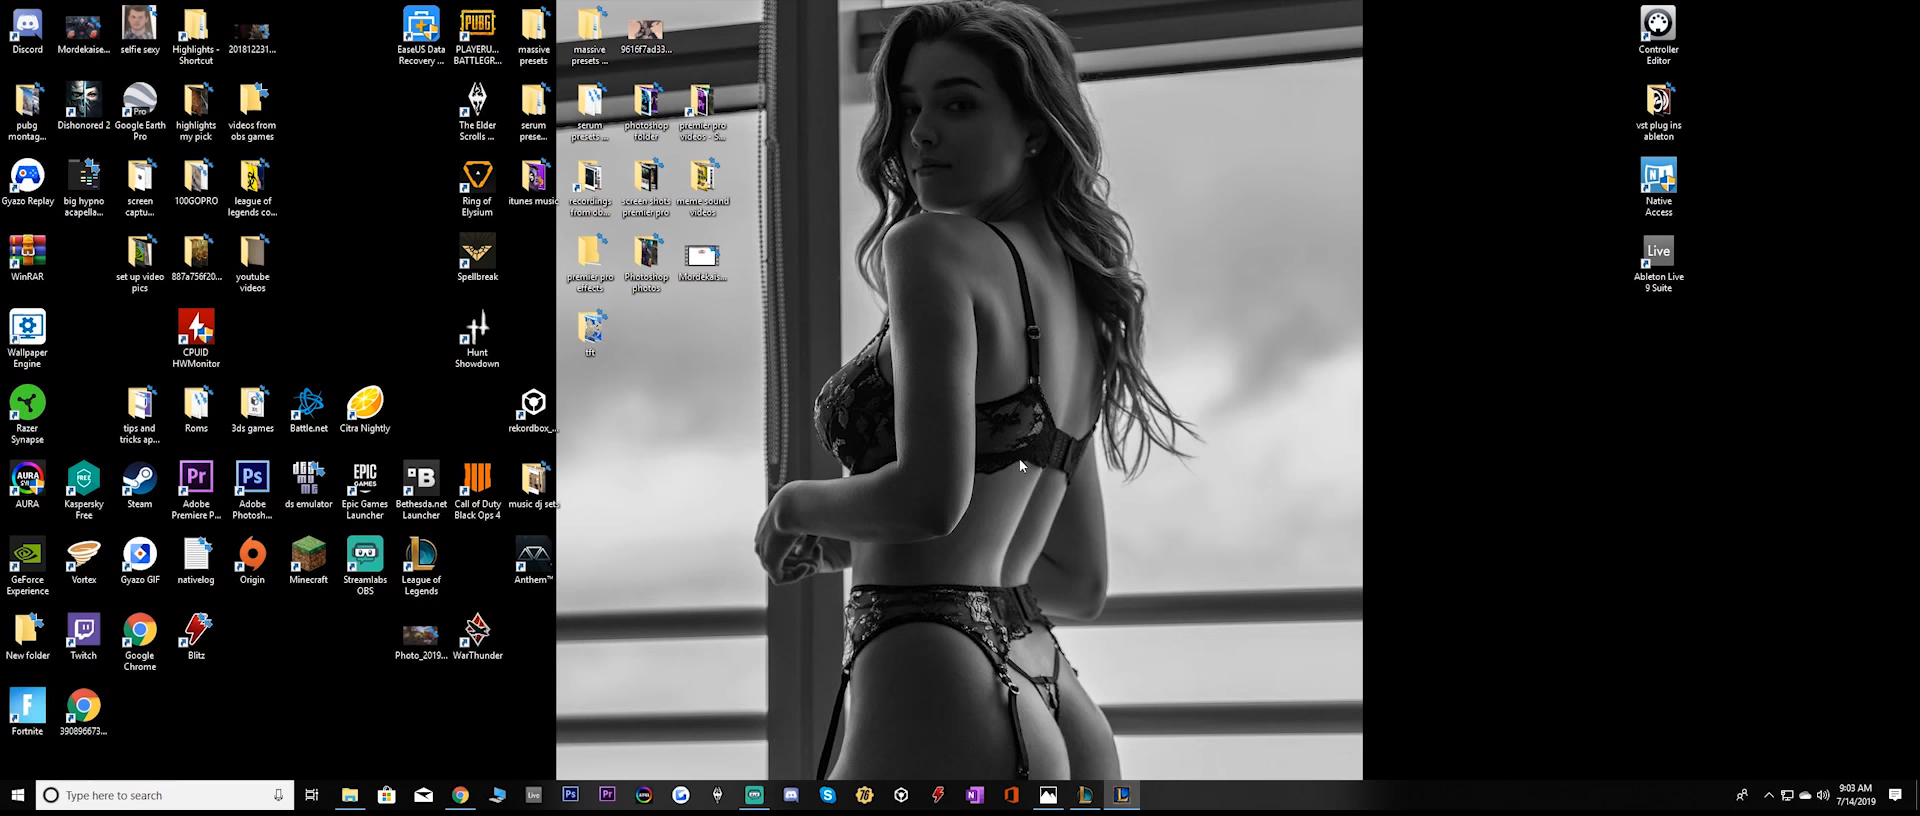 Discord
Mordekaise...
selfie sexy
Highlights -
Shortcut
201812231...
EaseUS Data
Recovery ...
PLAYERU...
BATTLEGR...
massive
presets
massive
presets ...
9616f7ad33...
Controller
Editor
pubg
montag...
Dishonored 2
Google Earth
Pro
highlights
my pick
videos from
obs games
The Elder
Scrolls ...
serum
prese...
serum
presets ...
photoshop
folder
premier pro
videos - S...
vst plug ins
ableton
Gyazo Replay
big hypno
acapella...
screen
captu...
100GOPRO
league of
legends co...
Ring of
Elysium
itunes music
recordings
from ob...
screen shots
premier pro
meme sound
videos
Native
Access
WinRAR
set up video
pics
887a756f20...
youtube
videos
Spellbreak
premier pro
effects
Photoshop
photos
Mordekais...
Live
Ableton Live
9 Suite
Wallpaper
Engine
CPUID
HWMonitor
Hunt
Showdown
tft
Razer
Synapse
tips and
tricks ap...
Roms
3ds games
Battle.net
Citra Nightly
rekordbox_...
AURA
Kaspersky
Free
Steam
Adobe
Premiere P...
Adobe
Photosh...
ds emulator
Epic Games
Launcher
Bethesda.net
Launcher
Call of Duty
Black Ops 4
music dj sets
GeForce
Experience
Vortex
Gyazo GIF
nativelog
Origin
Minecraft
Streamlabs
OBS
League of
Legends
Anthem™
New folder
Twitch
Google
Chrome
Blitz
Photo_2019...
WarThunder
Fortnite
390896673...
Type here to search
9:03 AM
7/14/2019